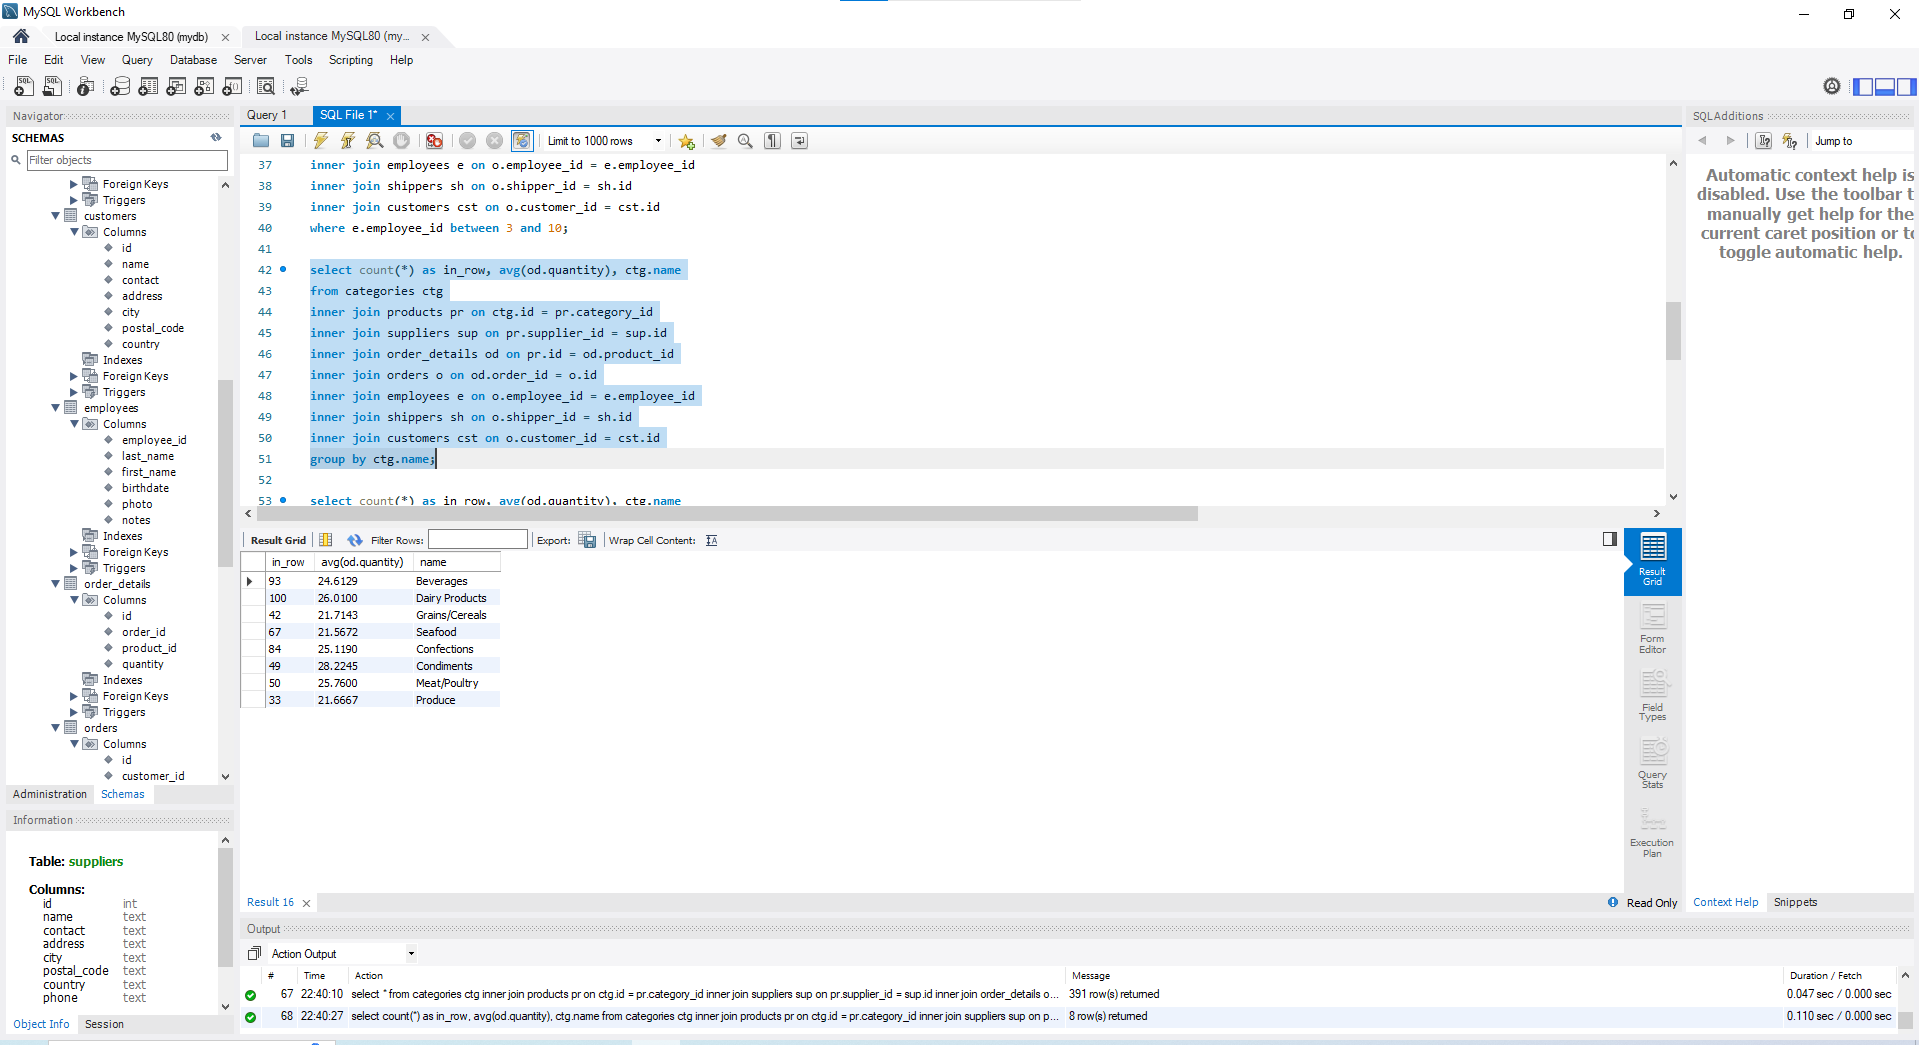 MySQL Workbench
Local instance MySQL80 (mydb)
Local instance MySQL80 (my...
File Edit View Query Database Server Tools Scripting Help
Navigator
SCHEMAS
Filter objects
Foreign Keys
Triggers
customers
Columns
id
name
contact
address
city
postal_code
country
Indexes
Foreign Keys
Triggers
employees
Columns
employee_id
last_name
first_name
birthdate
photo
notes
Indexes
Foreign Keys
Triggers
order_details
Columns
id
order_id
product_id
quantity
Indexes
Foreign Keys
Triggers
orders
Columns
id
customer_id
Administration Schemas
Information
Table: suppliers
Columns:
id int
name text
contact text
address text
city text
postal_code text
country text
phone text
Object Info Session
Query 1 SQL File 1*
Limit to 1000 rows
37 inner join employees e on o.employee_id = e.employee_id
38 inner join shippers sh on o.shipper_id = sh.id
39 inner join customers cst on o.customer_id = cst.id
40 where e.employee_id between 3 and 10;
41
42 select count(*) as in_row, avg(od.quantity), ctg.name
43 from categories ctg
44 inner join products pr on ctg.id = pr.category_id
45 inner join suppliers sup on pr.supplier_id = sup.id
46 inner join order_details od on pr.id = od.product_id
47 inner join orders o on od.order_id = o.id
48 inner join employees e on o.employee_id = e.employee_id
49 inner join shippers sh on o.shipper_id = sh.id
50 inner join customers cst on o.customer_id = cst.id
51 group by ctg.name;
52
53 select count(*) as in_row, avg(od.quantity), ctg.name
Result Grid Filter Rows: Export: Wrap Cell Content:
in_row avg(od.quantity) name
93 24.6129 Beverages
100 26.0100 Dairy Products
42 21.7143 Grains/Cereals
67 21.5672 Seafood
84 25.1190 Confections
49 28.2245 Condiments
50 25.7600 Meat/Poultry
33 21.6667 Produce
Result
Grid
Form
Editor
Field
Types
Query
Stats
Execution
Plan
Result 16
Read Only
SQLAdditions
Jump to
Automatic context help is
disabled. Use the toolbar t
manually get help for the
current caret position or to
toggle automatic help.
Context Help Snippets
Output
Action Output
# Time Action Message Duration / Fetch
67 22:40:10 select * from categories ctg inner join products pr on ctg.id = pr.category_id inner join suppliers sup on pr.supplier_id = sup.id inner join order_details o... 391 row(s) returned 0.047 sec / 0.000 sec
68 22:40:27 select count(*) as in_row, avg(od.quantity), ctg.name from categories ctg inner join products pr on ctg.id = pr.category_id inner join suppliers sup on p... 8 row(s) returned 0.110 sec / 0.000 sec